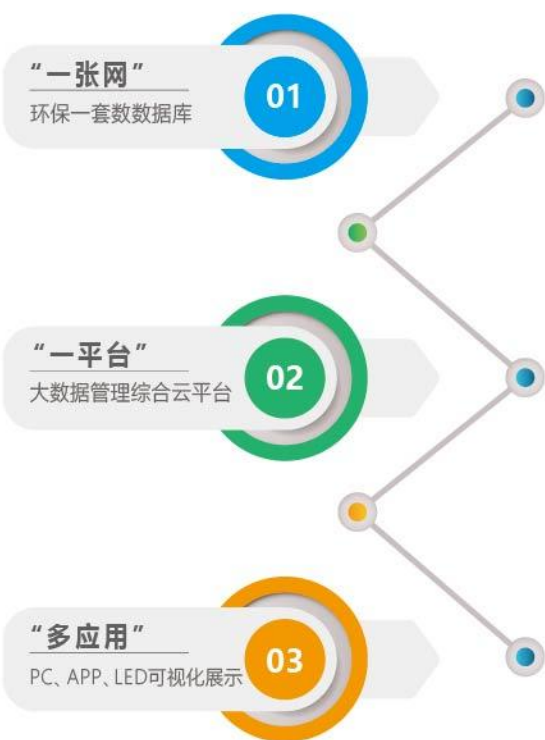 “一张网”
环保一套数数据库
01
“一平台”
大数据管理综合云平台
02
“多应用”
PC、APP、LED可视化展示
03